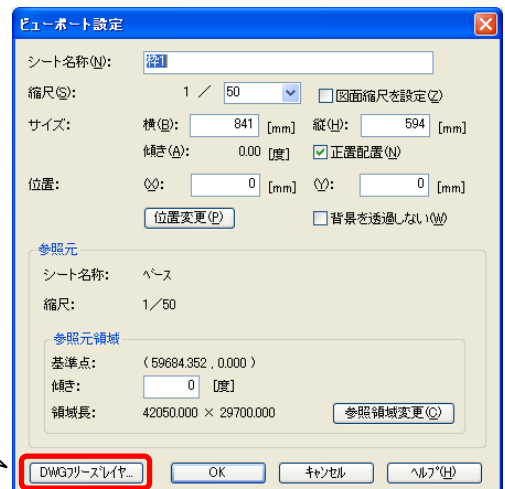 ビューポート設定
シート名称(N): 枠1
縮尺(S): 1 / 50 図面縮尺を設定(Z)
サイズ: 横(B): 841 [mm] 縦(H): 594 [mm]
傾き(A): 0.00 [度] 正置配置(N)
位置: (X): 0 [mm] (Y): 0 [mm]
位置変更(P) 背景を透過しない(W)
参照元
シート名称: ベース
縮尺: 1/50
参照元領域
基準点: ( 59684.352 , 0.000 )
傾き: 0 [度]
領域長: 42050.000 × 29700.000 参照領域変更(C)
DWGフリーズレイヤ... OK キャンセル ヘルプ(H)